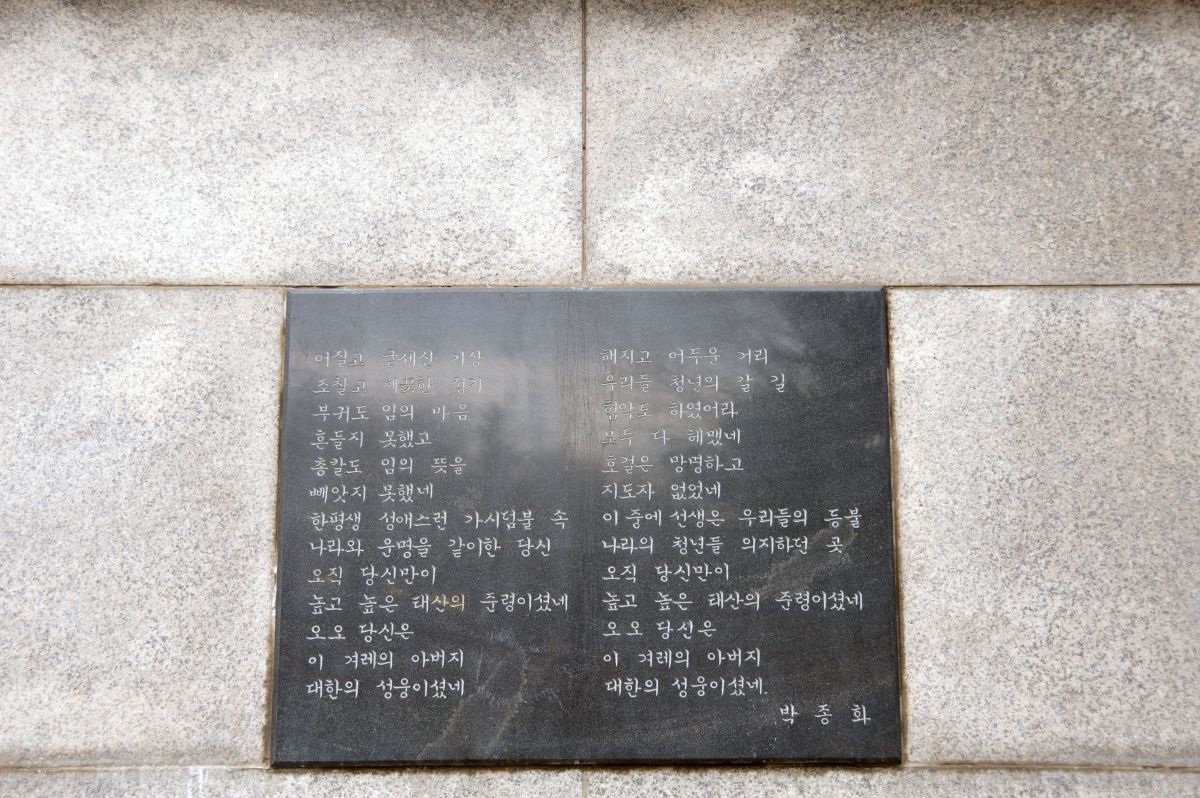 어질고 굳세신 기상
조찰고 깨끗한 정기
부귀도 임의 마음
흔들지 못했고
총칼도 임의 뜻을
빼앗지 못했네
한평생 성애스런 가시덤불 속
나라와 운명을 같이한 당신
오직 당신만이
높고 높은 태산의 준령이셨네
오오 당신은
이 겨레의 아버지
대한의 성웅이셨네
해지고 어두운 거리
우리들 청년의 갈 길
험악도 하였어라
모두 다 헤맸네
호걸은 망명하고
지도자 없었네
이 중에 선생은 우리들의 등불
나라의 청년들 의지하던 곳
오직 당신만이
높고 높은 태산의 준령이셨네
오오 당선은
이 겨레의 아버지
대한의 성웅이셨네.
박종화